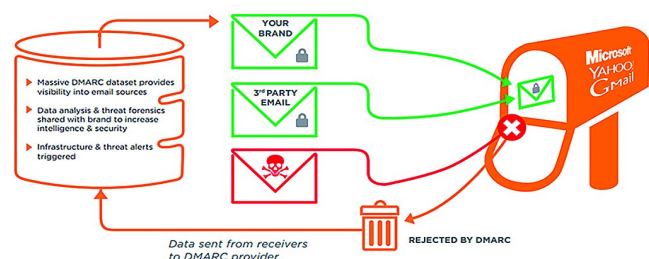 YOUR
BRAND
Microsoft
YAHOO!
Gmail
Massive DMARC dataset provides
visibility into email sources
Data analysis & threat forensics
shared with brand to increase
intelligence & security
Infrastructure & threat alerts
triggered
3rd PARTY
EMAIL
REJECTED BY DMARC
Data sent from receivers
to DMARC provider